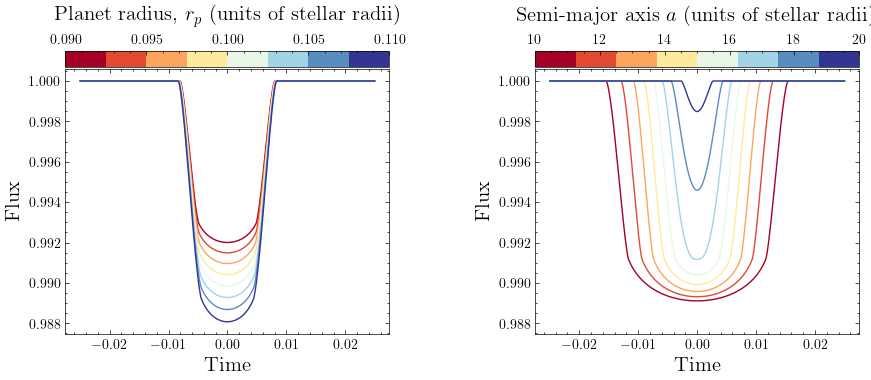 Planet radius, r_p (units of stellar radii)
0.090 0.095 0.100 0.105 0.110
1.000
0.998
0.996
0.994
0.992
0.990
0.988
Flux
−0.02 −0.01 0.00 0.01 0.02
Time
Semi-major axis a (units of stellar radii)
10 12 14 16 18 20
1.000
0.998
0.996
0.994
0.992
0.990
0.988
Flux
−0.02 −0.01 0.00 0.01 0.02
Time